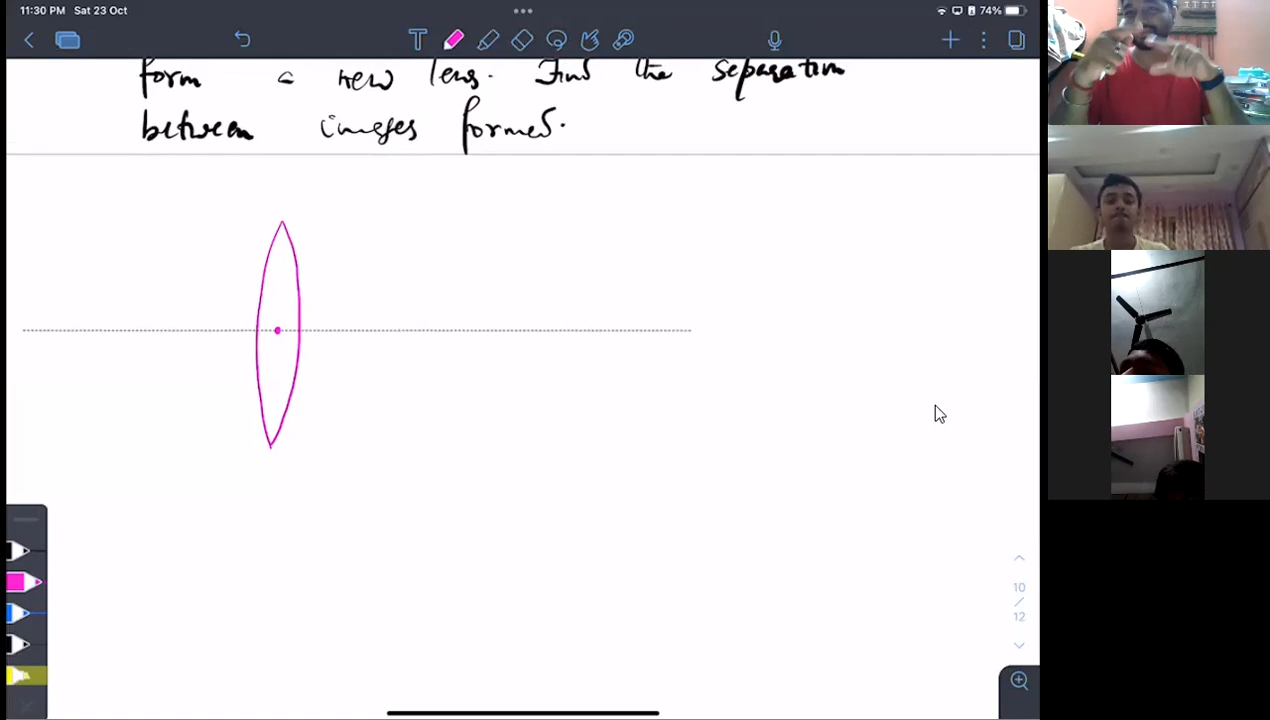 11:30 PM Sat 23 Oct
74%
form a new lens. Find the separation
between images formed.
10
/
12